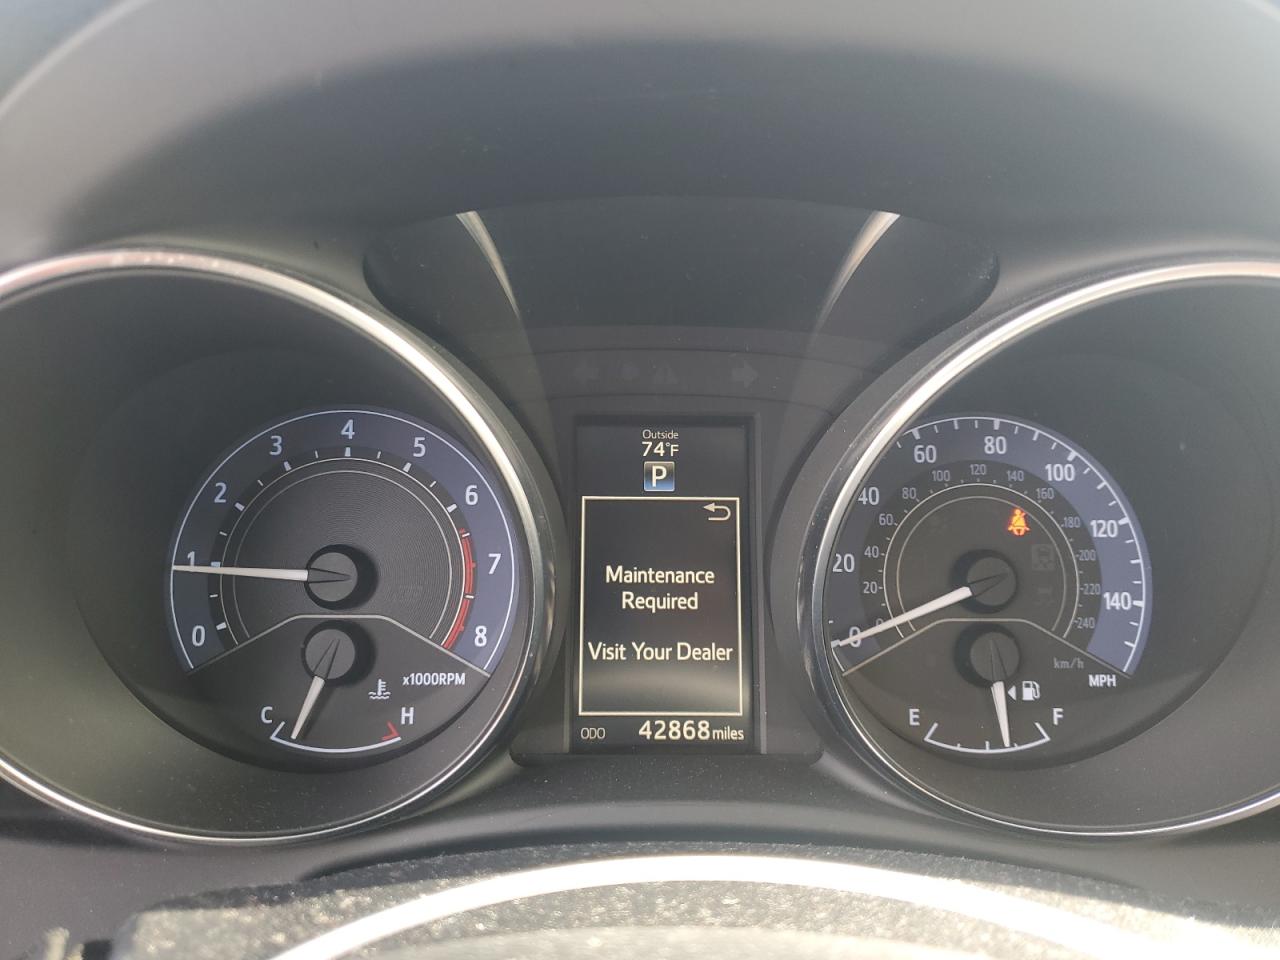 0
1
2
3
4
5
6
7
8
x1000RPM
C
H
Outside
74°F
P
Maintenance
Required
Visit Your Dealer
ODO 42868 miles
0
20
40
60
80
100
120
140
MPH
20
40
60
80
100
120
140
160
180
200
220
240
km/h
E
F